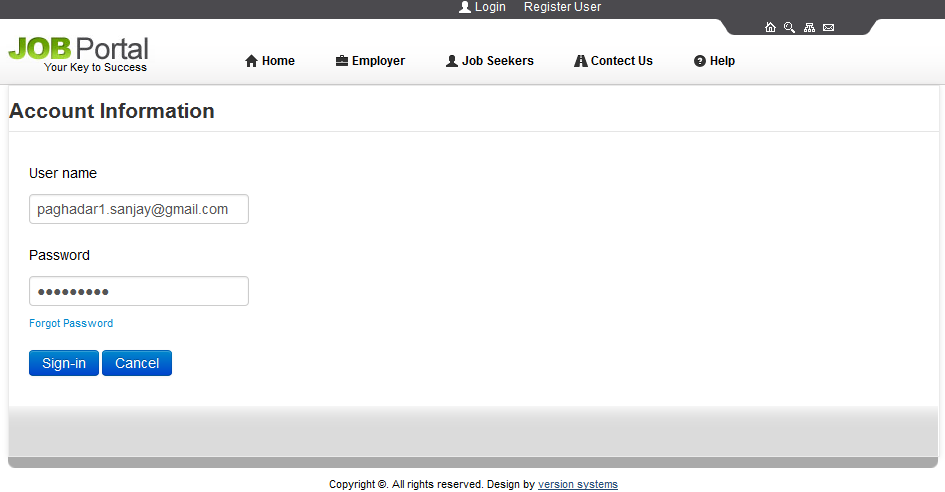 Login Register User
JOB Portal
Your Key to Success
Home Employer Job Seekers Contact Us Help
Account Information
User name
paghadar1.sanjay@gmail.com
Password
●●●●●●●●●
Forgot Password
Sign-in Cancel
Copyright ©. All rights reserved. Design by version systems